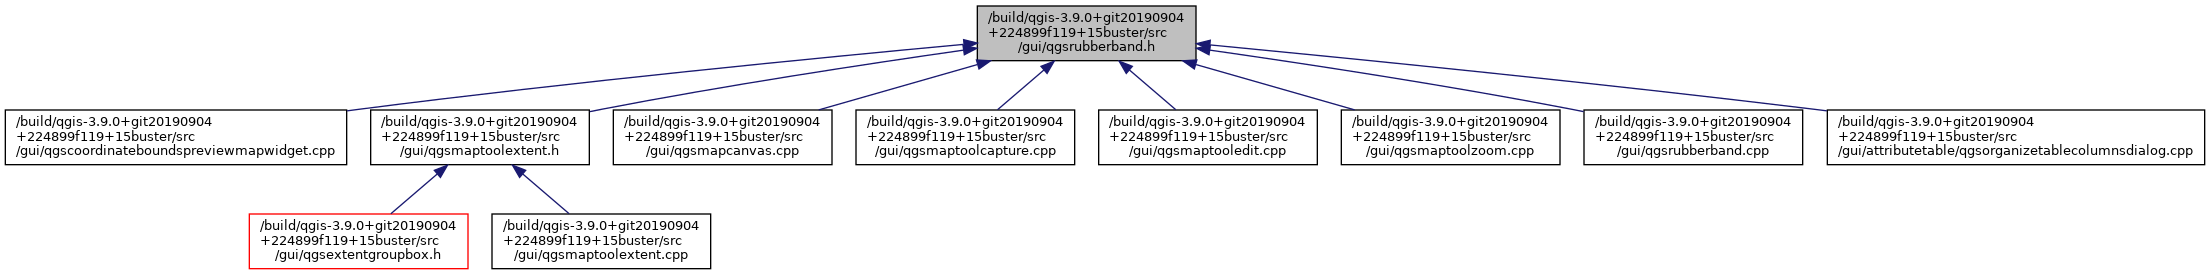 /build/qgis-3.9.0+git20190904
+224899f119+15buster/src
/gui/qgsrubberband.h
/build/qgis-3.9.0+git20190904
+224899f119+15buster/src
/gui/qgscoordinateboundspreviewmapwidget.cpp
/build/qgis-3.9.0+git20190904
+224899f119+15buster/src
/gui/qgsmaptoolextent.h
/build/qgis-3.9.0+git20190904
+224899f119+15buster/src
/gui/qgsmapcanvas.cpp
/build/qgis-3.9.0+git20190904
+224899f119+15buster/src
/gui/qgsmaptoolcapture.cpp
/build/qgis-3.9.0+git20190904
+224899f119+15buster/src
/gui/qgsmaptooledit.cpp
/build/qgis-3.9.0+git20190904
+224899f119+15buster/src
/gui/qgsmaptoolzoom.cpp
/build/qgis-3.9.0+git20190904
+224899f119+15buster/src
/gui/qgsrubberband.cpp
/build/qgis-3.9.0+git20190904
+224899f119+15buster/src
/gui/attributetable/qgsorganizetablecolumnsdialog.cpp
/build/qgis-3.9.0+git20190904
+224899f119+15buster/src
/gui/qgsextentgroupbox.h
/build/qgis-3.9.0+git20190904
+224899f119+15buster/src
/gui/qgsmaptoolextent.cpp